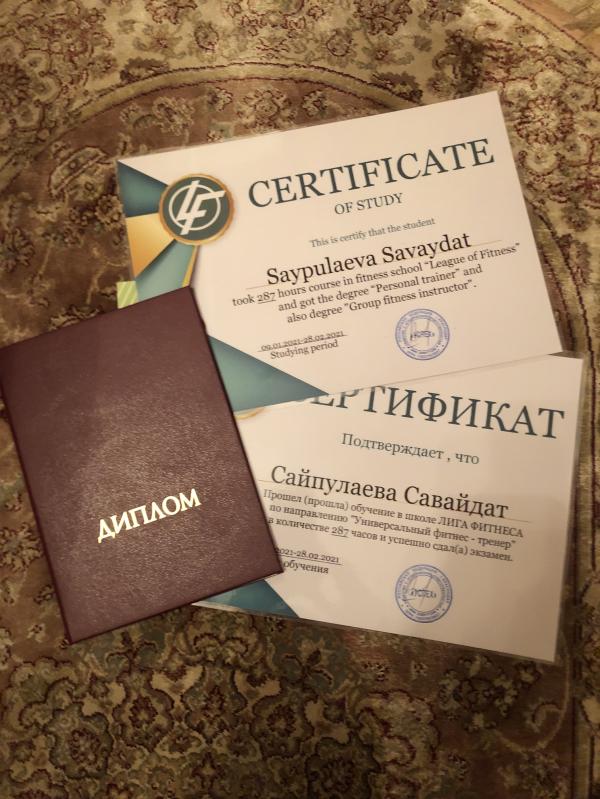 CERTIFICATE
OF STUDY
This is certify that the student
Saypulaeva Savaydat
took 287 hours course in fitness school "League of Fitness"
and got the degree "Personal trainer" and
also degree "Group fitness instructor".
09.01.2021-28.02.2021
Studying period
LF
ДИПЛОМ
СЕРТИФИКАТ
Подтверждает , что
Сайпулаева Савайдат
Прошел (прошла) обучение в школе ЛИГА ФИТНЕСА
по направлению "Универсальный фитнес - тренер"
в количестве 287 часов и успешно сдал(а) экзамен.
2021-28.02.2021
обучения
«УСПЕХ»